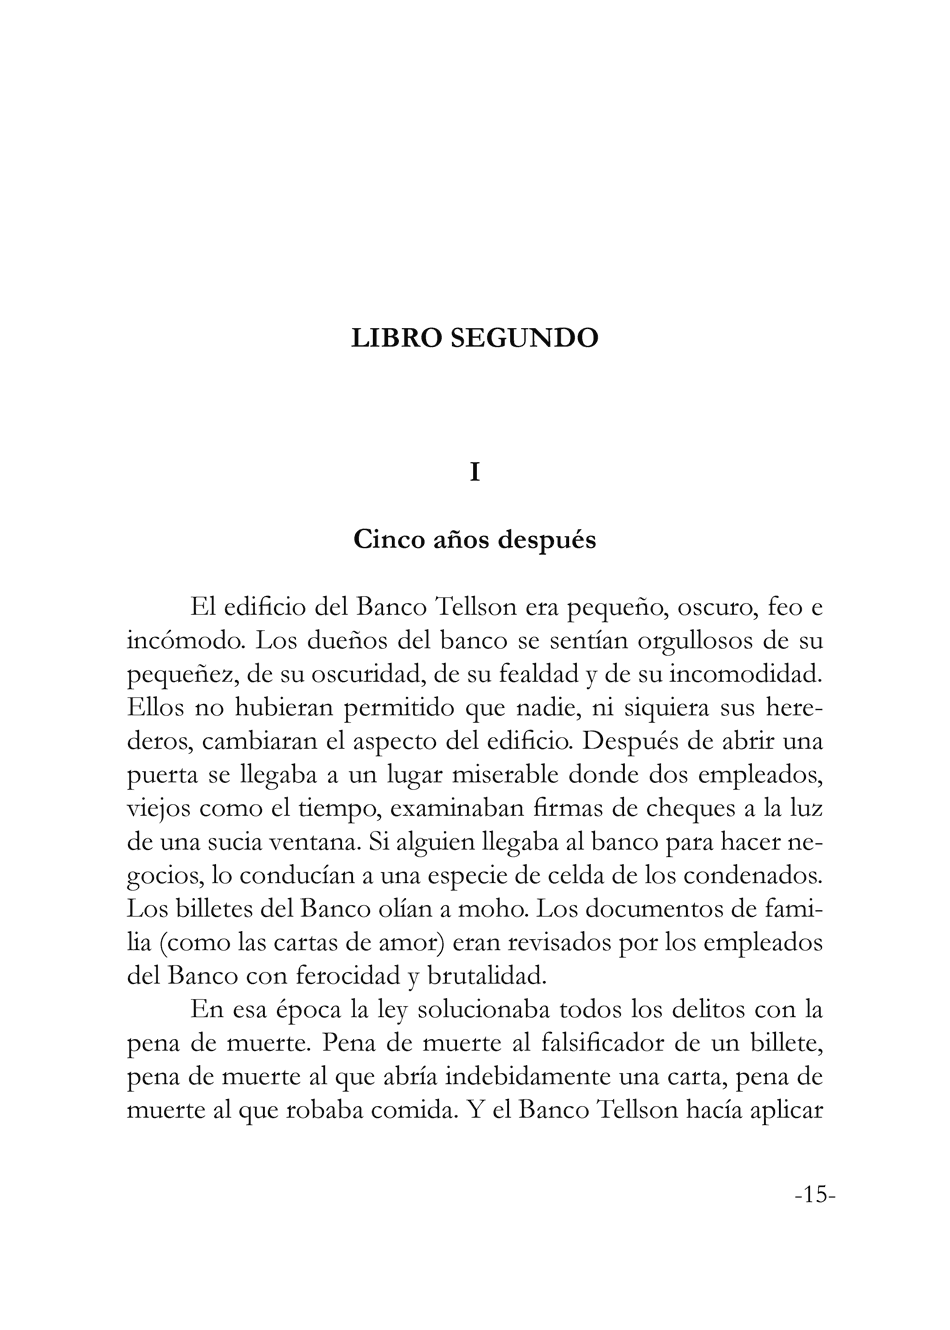 LIBRO SEGUNDO
I
Cinco años después
El edificio del Banco Tellson era pequeño, oscuro, feo e
incómodo. Los dueños del banco se sentían orgullosos de su
pequeñez, de su oscuridad, de su fealdad y de su incomodidad.
Ellos no hubieran permitido que nadie, ni siquiera sus here-
deros, cambiaran el aspecto del edificio. Después de abrir una
puerta se llegaba a un lugar miserable donde dos empleados,
viejos como el tiempo, examinaban firmas de cheques a la luz
de una sucia ventana. Si alguien llegaba al banco para hacer ne-
gocios, lo conducían a una especie de celda de los condenados.
Los billetes del Banco olían a moho. Los documentos de fami-
lia (como las cartas de amor) eran revisados por los empleados
del Banco con ferocidad y brutalidad.
En esa época la ley solucionaba todos los delitos con la
pena de muerte. Pena de muerte al falsificador de un billete,
pena de muerte al que abría indebidamente una carta, pena de
muerte al que robaba comida. Y el Banco Tellson hacía aplicar
-15-